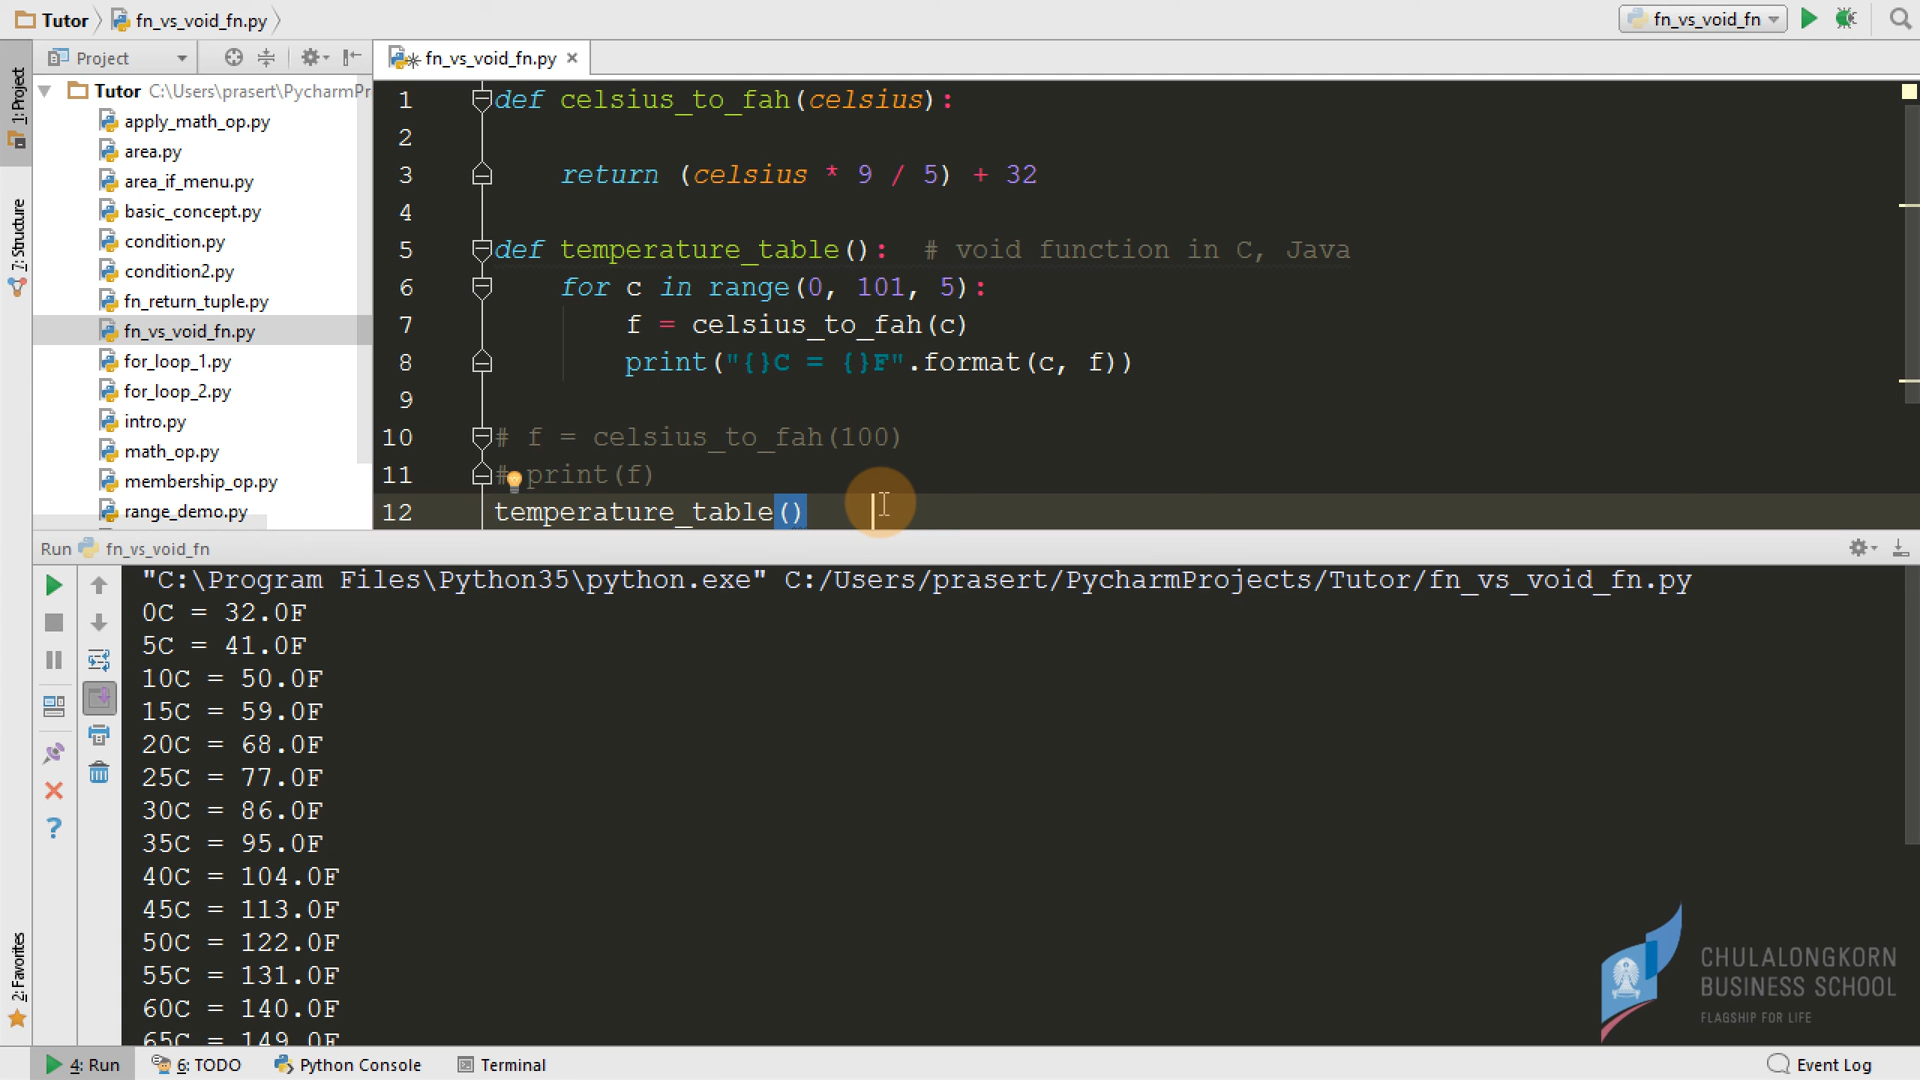 Tutor
fn_vs_void_fn.py
fn_vs_void_fn
Project
fn_vs_void_fn.py
1: Project
7: Structure
2: Favorites
Tutor C:\Users\prasert\PycharmPr
apply_math_op.py
area.py
area_if_menu.py
basic_concept.py
condition.py
condition2.py
fn_return_tuple.py
fn_vs_void_fn.py
for_loop_1.py
for_loop_2.py
intro.py
math_op.py
membership_op.py
range_demo.py
1 def celsius_to_fah(celsius):
2
3 return (celsius * 9 / 5) + 32
4
5 def temperature_table(): # void function in C, Java
6 for c in range(0, 101, 5):
7 f = celsius_to_fah(c)
8 print("{}C = {}F".format(c, f))
9
10 # f = celsius_to_fah(100)
11 # print(f)
12 temperature_table()
Run fn_vs_void_fn
"C:\Program Files\Python35\python.exe" C:/Users/prasert/PycharmProjects/Tutor/fn_vs_void_fn.py
0C = 32.0F
5C = 41.0F
10C = 50.0F
15C = 59.0F
20C = 68.0F
25C = 77.0F
30C = 86.0F
35C = 95.0F
40C = 104.0F
45C = 113.0F
50C = 122.0F
55C = 131.0F
60C = 140.0F
65C = 149.0F
CHULALONGKORN
BUSINESS SCHOOL
FLAGSHIP FOR LIFE
4: Run
6: TODO
Python Console
Terminal
Event Log